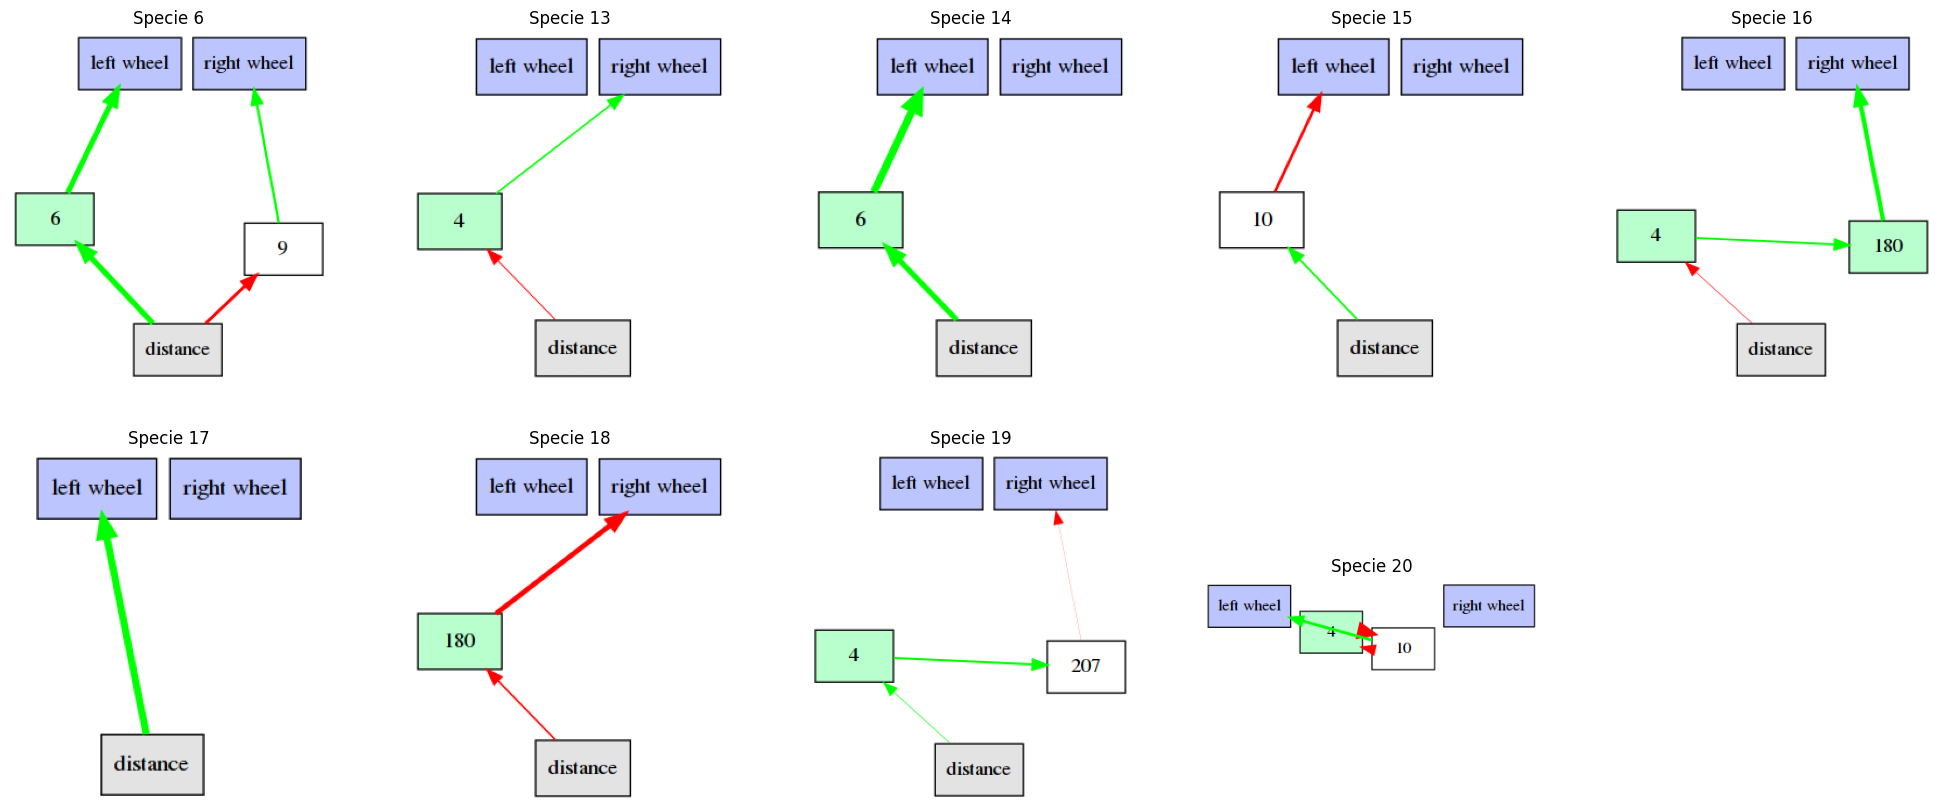 Specie 6
left wheel right wheel
6
9
distance
Specie 13
left wheel right wheel
4
distance
Specie 14
left wheel right wheel
6
distance
Specie 15
left wheel right wheel
10
distance
Specie 16
left wheel right wheel
4
180
distance
Specie 17
left wheel right wheel
distance
Specie 18
left wheel right wheel
180
distance
Specie 19
left wheel right wheel
4
207
distance
Specie 20
left wheel right wheel
4
10